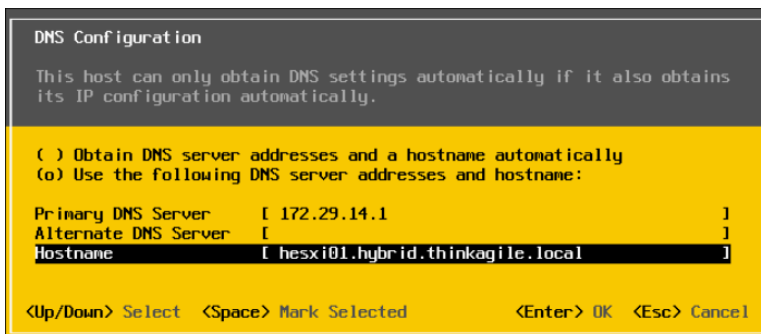 DNS Configuration
This host can only obtain DNS settings automatically if it also obtains
its IP configuration automatically.
( ) Obtain DNS server addresses and a hostname automatically
(o) Use the following DNS server addresses and hostname:
Primary DNS Server [ 172.29.14.1 ]
Alternate DNS Server [ ]
Hostname [ hesxi01.hybrid.thinkagile.local ]
<Up/Down> Select <Space> Mark Selected <Enter> OK <Esc> Cancel